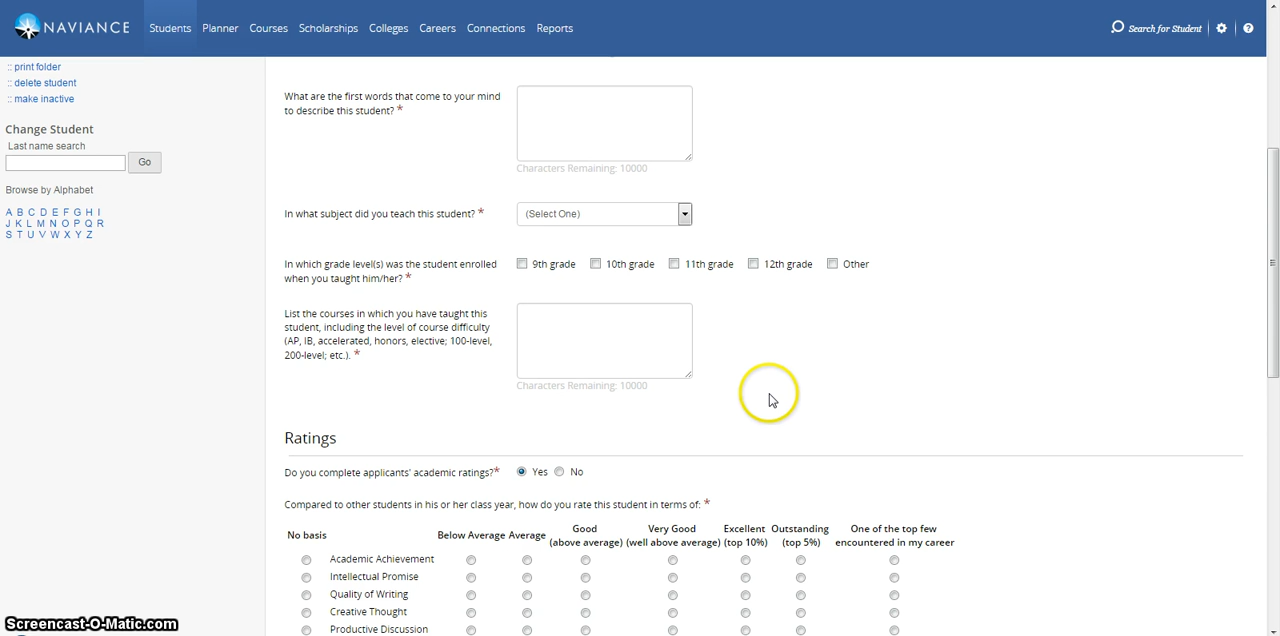 NAVIANCE
Students Planner Courses Scholarships Colleges Careers Connections Reports
Search for Student
:: print folder
:: delete student
:: make inactive
Change Student
Last name search
Go
Browse by Alphabet
A B C D E F G H I
J K L M N O P Q R
S T U V W X Y Z
What are the first words that come to your mind
to describe this student? *
Characters Remaining: 10000
In what subject did you teach this student? *
(Select One)
In which grade level(s) was the student enrolled
when you taught him/her? *
9th grade 10th grade 11th grade 12th grade Other
List the courses in which you have taught this
student, including the level of course difficulty
(AP, IB, accelerated, honors, elective; 100-level,
200-level; etc.). *
Characters Remaining: 10000
Ratings
Do you complete applicants' academic ratings?* Yes No
Compared to other students in his or her class year, how do you rate this student in terms of: *
No basis Below Average Average Good (above average) Very Good (well above average) Excellent (top 10%) Outstanding (top 5%) One of the top few encountered in my career
Academic Achievement
Intellectual Promise
Quality of Writing
Creative Thought
Productive Discussion
Screencast-O-Matic.com